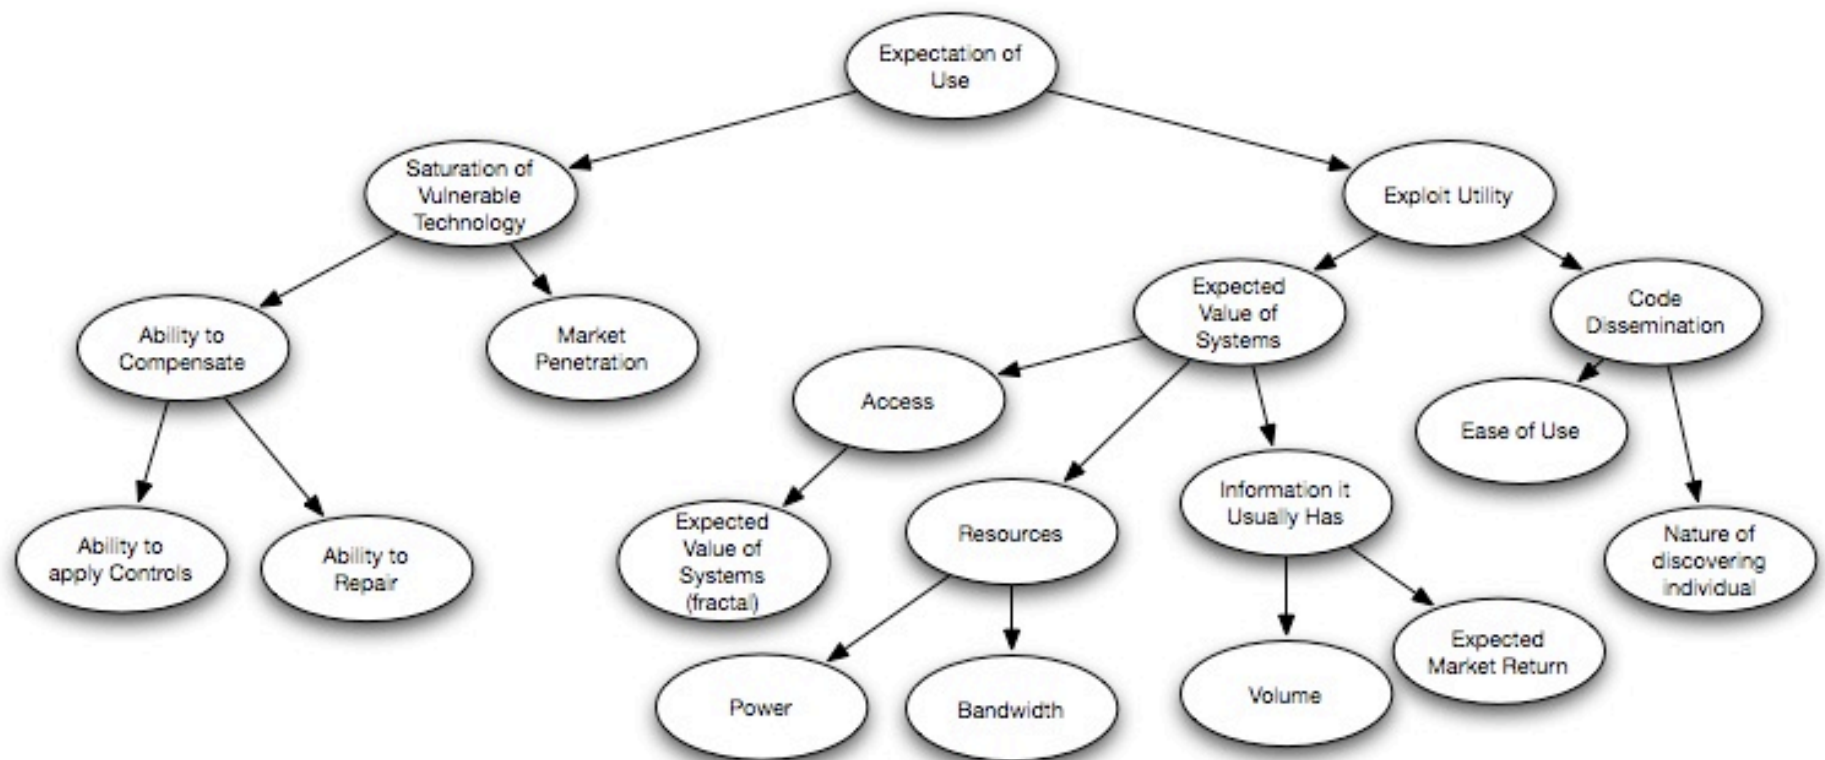 Expectation of
Use
Saturation of
Vulnerable
Technology
Exploit Utility
Expected
Value of
Systems
Code
Dissemination
Ability to
Compensate
Market
Penetration
Access
Ease of Use
Information it
Usually Has
Resources
Ability to
apply Controls
Ability to
Repair
Expected
Value of
Systems
(fractal)
Nature of
discovering
individual
Expected
Market Return
Power
Bandwidth
Volume